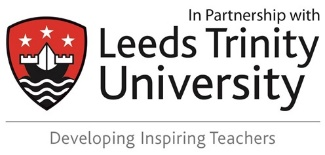 In Partnership with
Leeds Trinity
University
Developing Inspiring Teachers